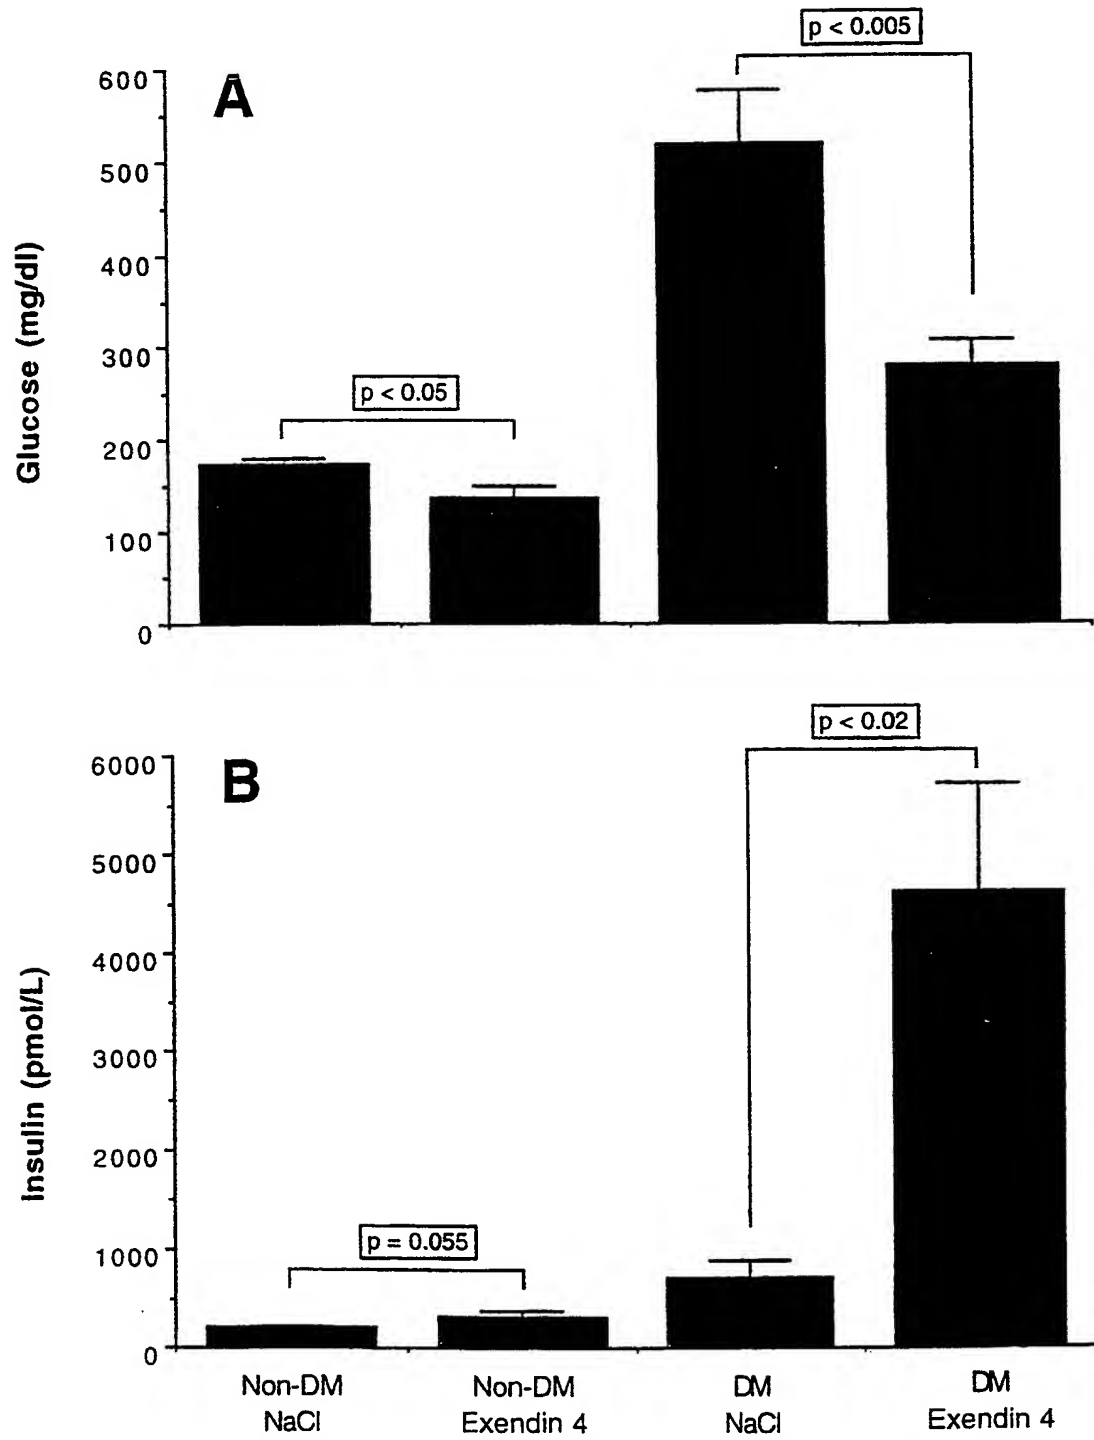 p < 0.005
A
600
500
400
300
200
100
0
Glucose (mg/dl)
p < 0.05
p < 0.02
B
6000
5000
4000
3000
2000
1000
0
Insulin (pmol/L)
p = 0.055
Non-DM
NaCl
Non-DM
Exendin 4
DM
NaCl
DM
Exendin 4